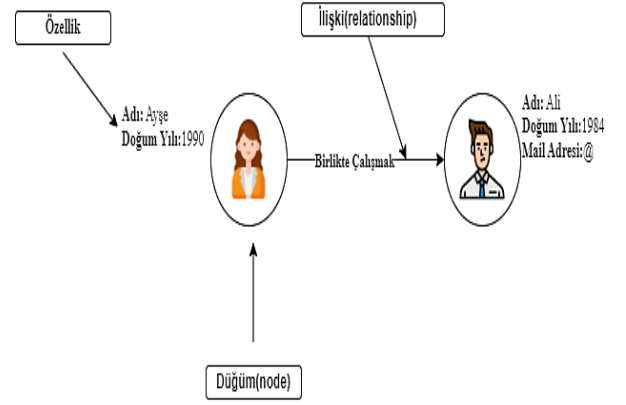 Özellik
İlişki(relationship)
Adı: Ayşe
Doğum Yılı:1990
Birlikte Çalışmak
Adı: Ali
Doğum Yılı:1984
Mail Adresi:@
Düğüm(node)